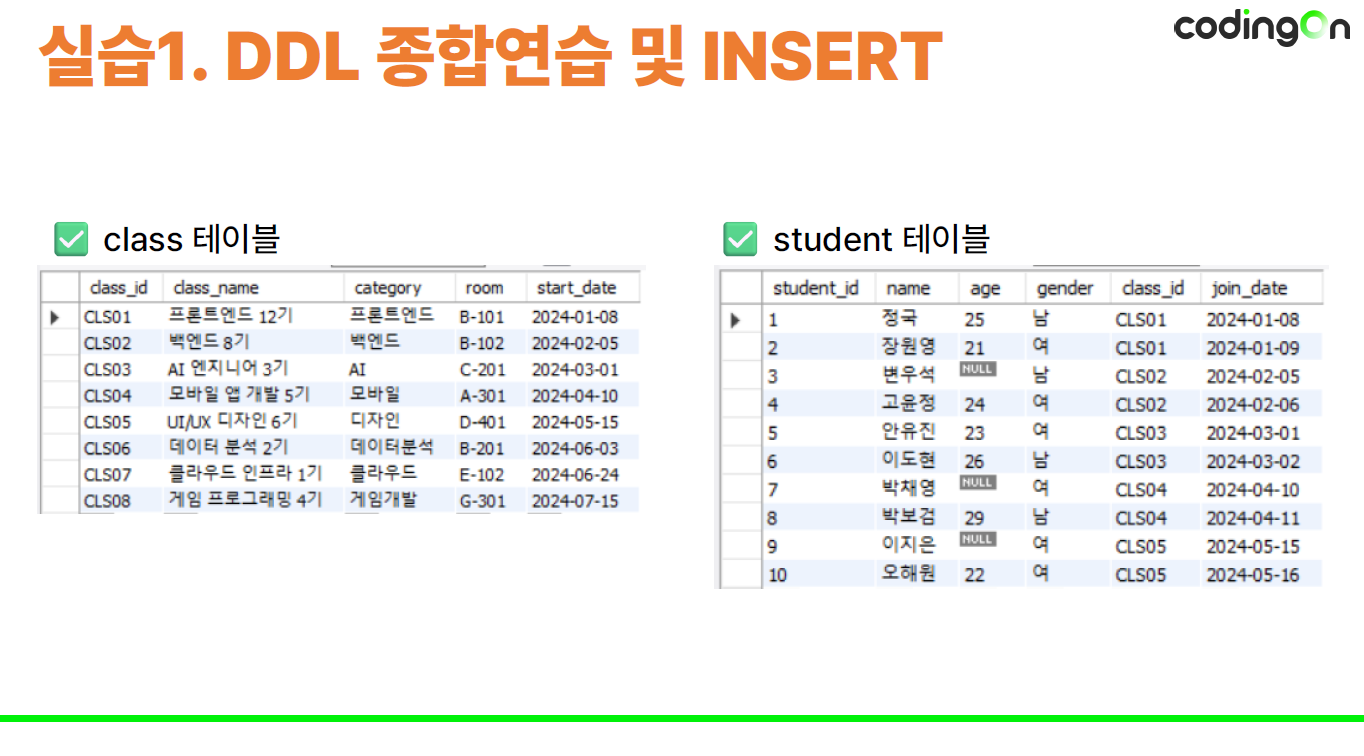 실습1. DDL 종합연습 및 INSERT
codingOn
class 테이블
class_id class_name category room start_date
CLS01 프론트엔드 12기 프론트엔드 B-101 2024-01-08
CLS02 백엔드 8기 백엔드 B-102 2024-02-05
CLS03 AI 엔지니어 3기 AI C-201 2024-03-01
CLS04 모바일 앱 개발 5기 모바일 A-301 2024-04-10
CLS05 UI/UX 디자인 6기 디자인 D-401 2024-05-15
CLS06 데이터 분석 2기 데이터분석 B-201 2024-06-03
CLS07 클라우드 인프라 1기 클라우드 E-102 2024-06-24
CLS08 게임 프로그래밍 4기 게임개발 G-301 2024-07-15
student 테이블
student_id name age gender class_id join_date
1 정국 25 남 CLS01 2024-01-08
2 장원영 21 여 CLS01 2024-01-09
3 변우석 NULL 남 CLS02 2024-02-05
4 고윤정 24 여 CLS02 2024-02-06
5 안유진 23 여 CLS03 2024-03-01
6 이도현 26 남 CLS03 2024-03-02
7 박채영 NULL 여 CLS04 2024-04-10
8 박보검 29 남 CLS04 2024-04-11
9 이지은 NULL 여 CLS05 2024-05-15
10 오해원 22 여 CLS05 2024-05-16